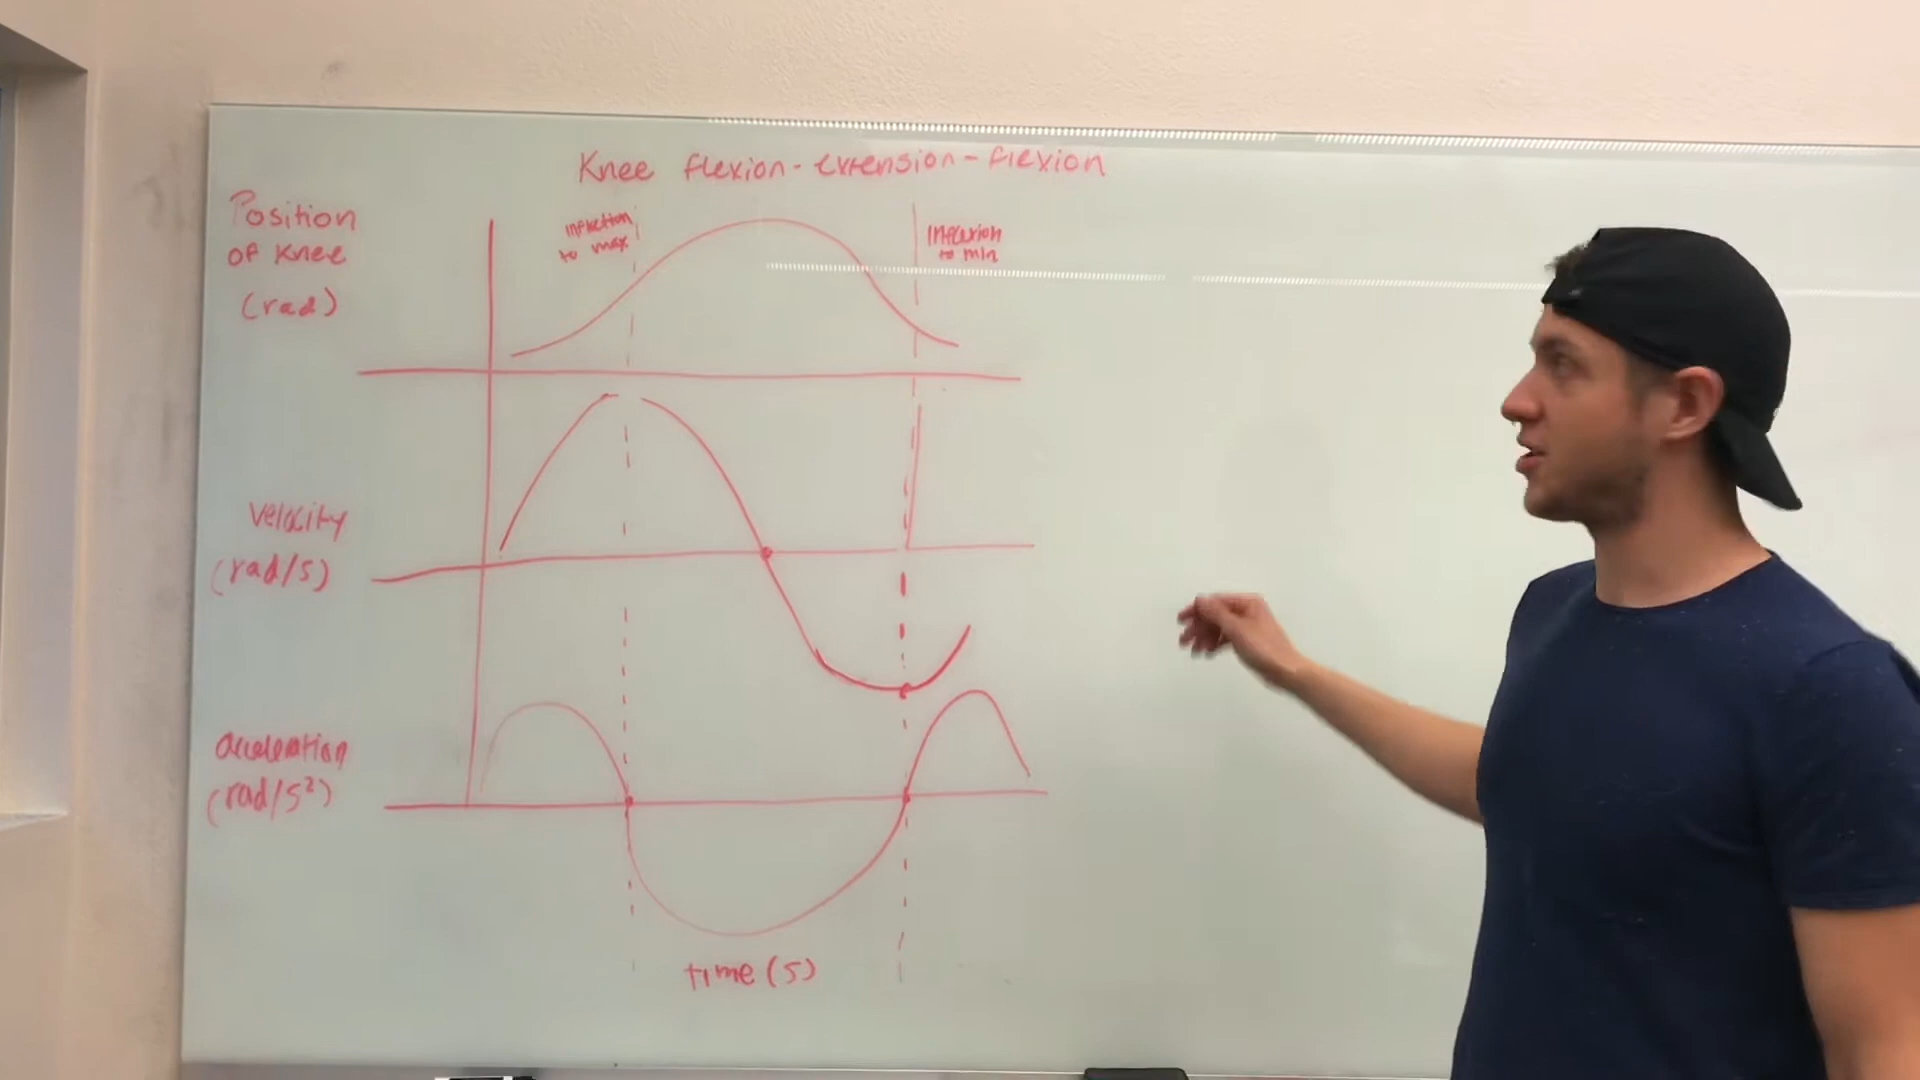 Knee flexion-extension-flexion
Position
of Knee
(rad)
inflection
to max
inflexion
to min
velocity
(rad/s)
acceleration
(rad/s²)
time (s)